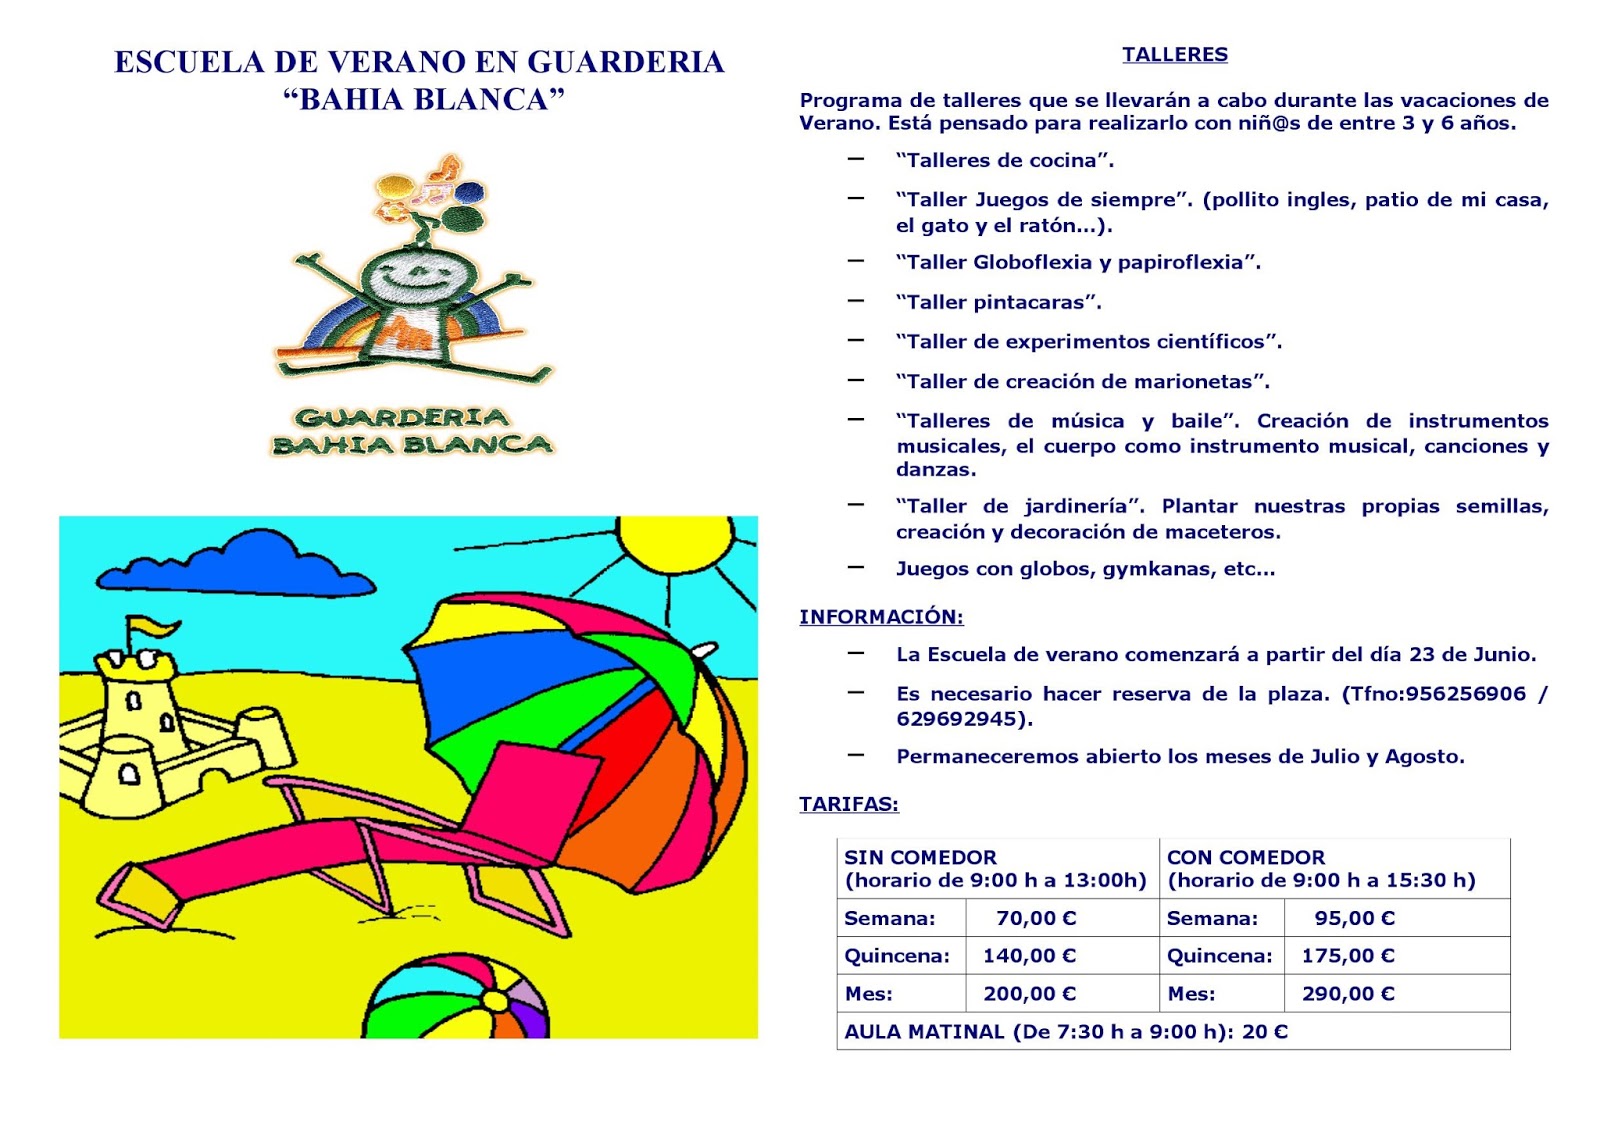 ESCUELA DE VERANO EN GUARDERIA
“BAHIA BLANCA”
GUARDERIA
BAHIA BLANCA
TALLERES
Programa de talleres que se llevarán a cabo durante las vacaciones de
Verano. Está pensado para realizarlo con niñ@s de entre 3 y 6 años.
– “Talleres de cocina”.
– “Taller Juegos de siempre”. (pollito ingles, patio de mi casa,
el gato y el ratón…).
– “Taller Globoflexia y papiroflexia”.
– “Taller pintacaras”.
– “Taller de experimentos científicos”.
– “Taller de creación de marionetas”.
– “Talleres de música y baile”. Creación de instrumentos
musicales, el cuerpo como instrumento musical, canciones y
danzas.
– “Taller de jardinería”. Plantar nuestras propias semillas,
creación y decoración de maceteros.
– Juegos con globos, gymkanas, etc…
INFORMACIÓN:
– La Escuela de verano comenzará a partir del día 23 de Junio.
– Es necesario hacer reserva de la plaza. (Tfno:956256906 /
629692945).
– Permaneceremos abierto los meses de Julio y Agosto.
TARIFAS:
SIN COMEDOR CON COMEDOR
(horario de 9:00 h a 13:00h) (horario de 9:00 h a 15:30 h)
Semana: 70,00 € Semana: 95,00 €
Quincena: 140,00 € Quincena: 175,00 €
Mes: 200,00 € Mes: 290,00 €
AULA MATINAL (De 7:30 h a 9:00 h): 20 €